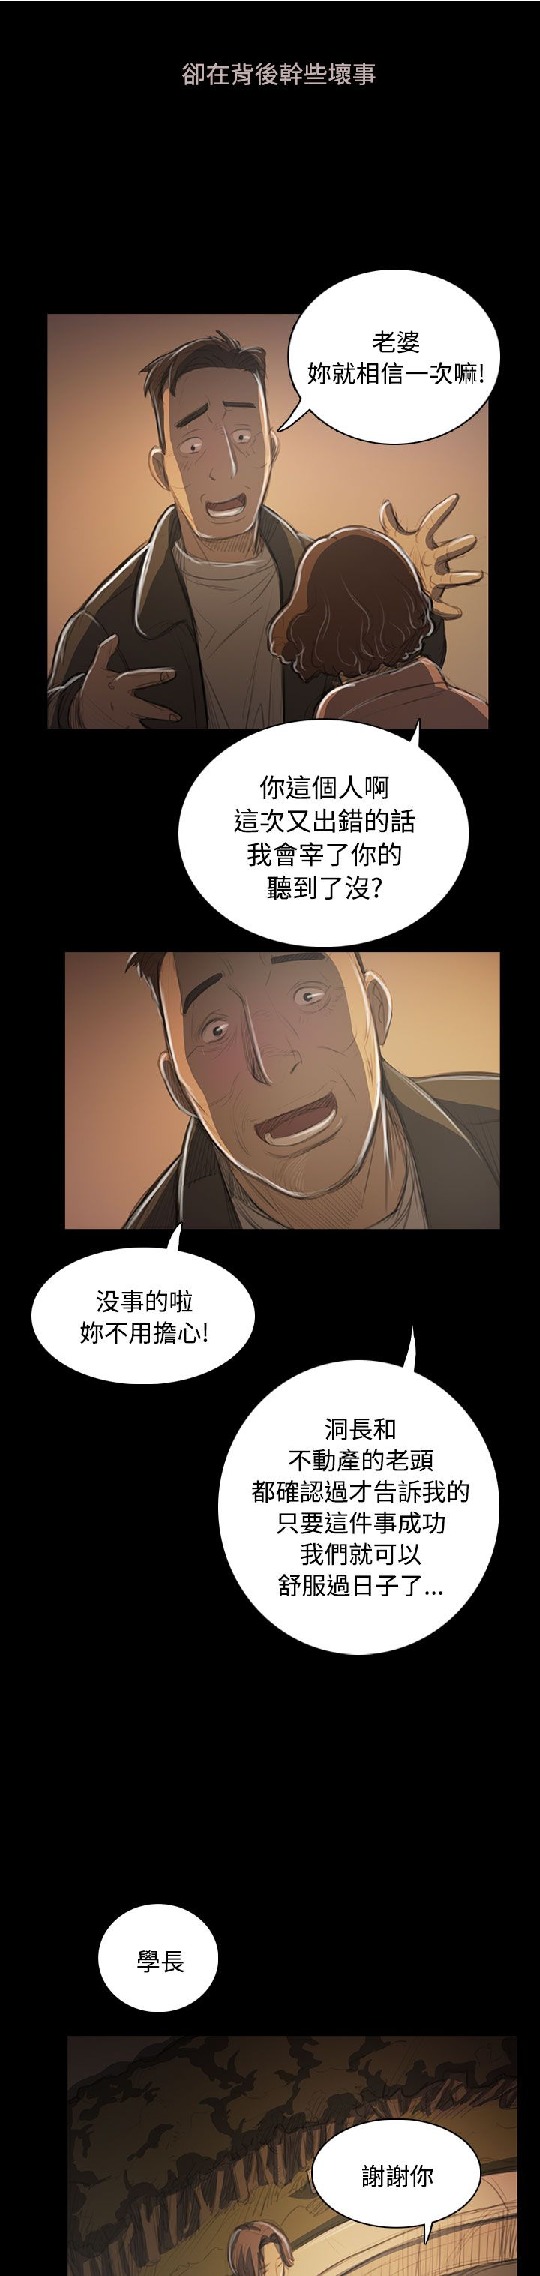 卻在背後幹些壞事
老婆
妳就相信一次嘛!
你這個人啊
這次又出錯的話
我會宰了你的
聽到了沒?
没事的啦
妳不用擔心!
洞長和
不動產的老頭
都確認過才告訴我的
只要這件事成功
我們就可以
舒服過日子了...
學長
謝謝你